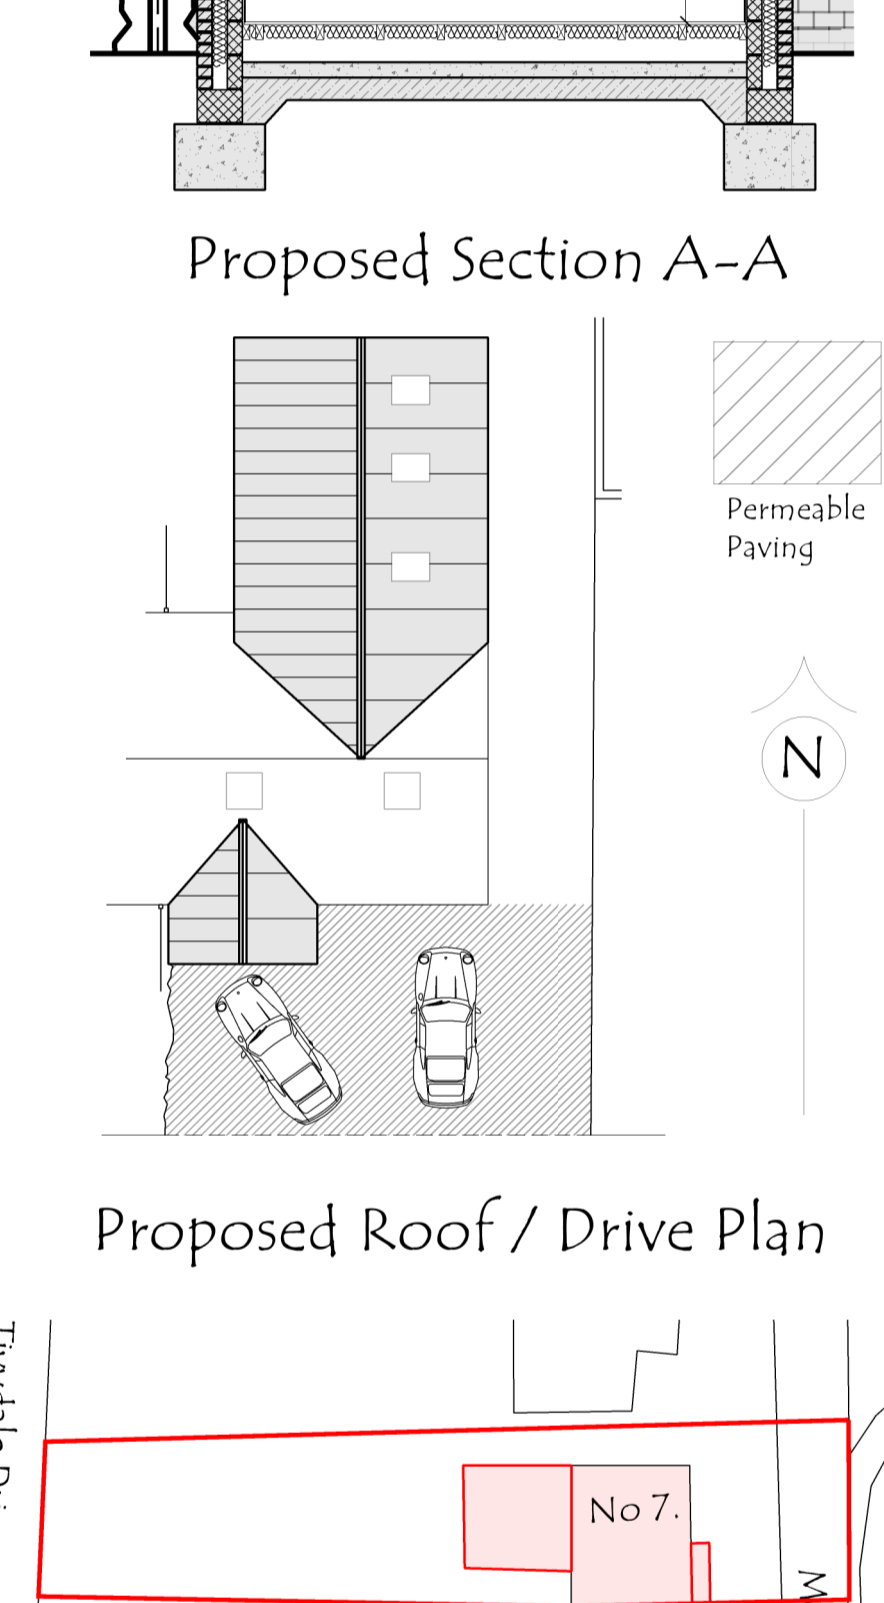 Proposed Section A-A
Permeable
Paving
N
Proposed Roof / Drive Plan
No 7.
M